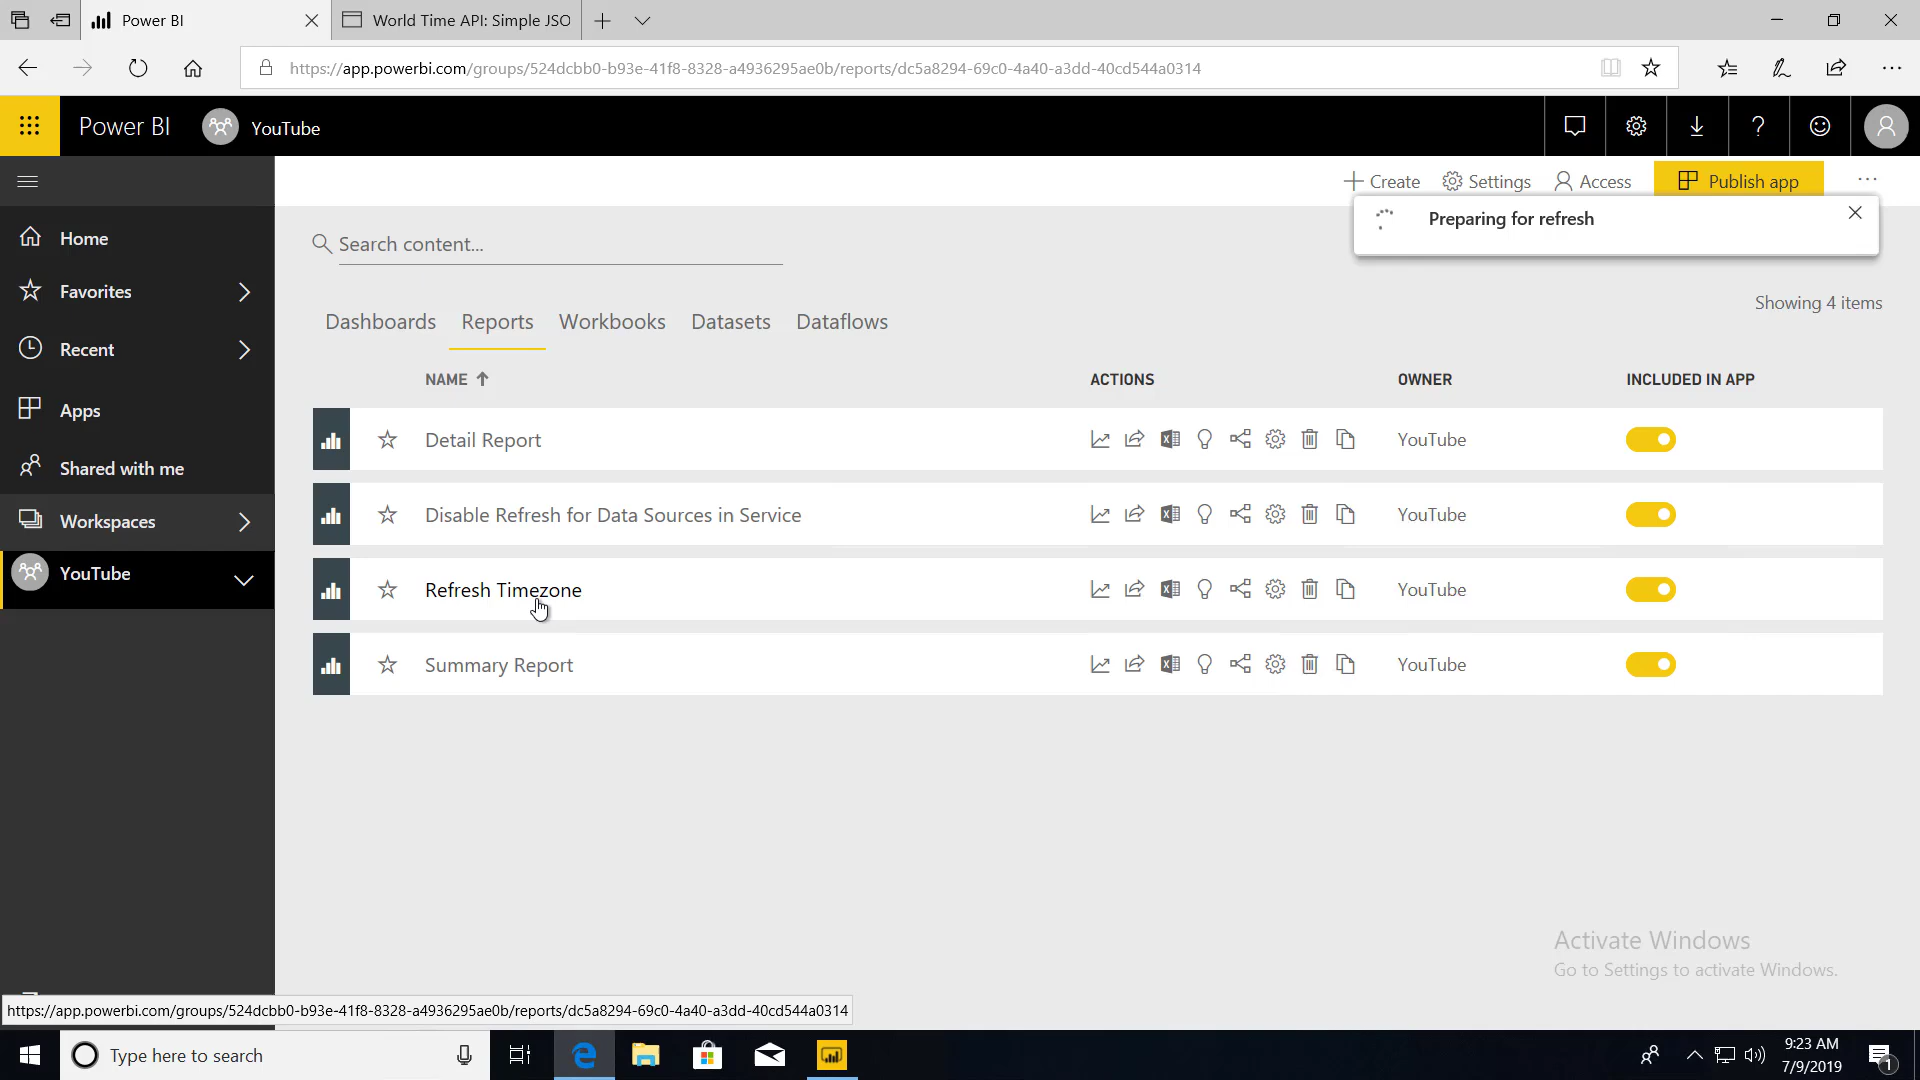 Power BI
World Time API: Simple JSO
https://app.powerbi.com/groups/524dcbb0-b93e-41f8-8328-a4936295ae0b/reports/dc5a8294-69c0-4a40-a3dd-40cd544a0314
Power BI
YouTube
Create
Settings
Access
Publish app
Preparing for refresh
Home
Search content...
Favorites
Showing 4 items
Dashboards
Reports
Workbooks
Datasets
Dataflows
Recent
NAME
ACTIONS
OWNER
INCLUDED IN APP
Apps
Detail Report
YouTube
Shared with me
Workspaces
Disable Refresh for Data Sources in Service
YouTube
YouTube
Refresh Timezone
YouTube
Summary Report
YouTube
Activate Windows
Go to Settings to activate Windows.
https://app.powerbi.com/groups/524dcbb0-b93e-41f8-8328-a4936295ae0b/reports/dc5a8294-69c0-4a40-a3dd-40cd544a0314
Type here to search
9:23 AM
7/9/2019
1